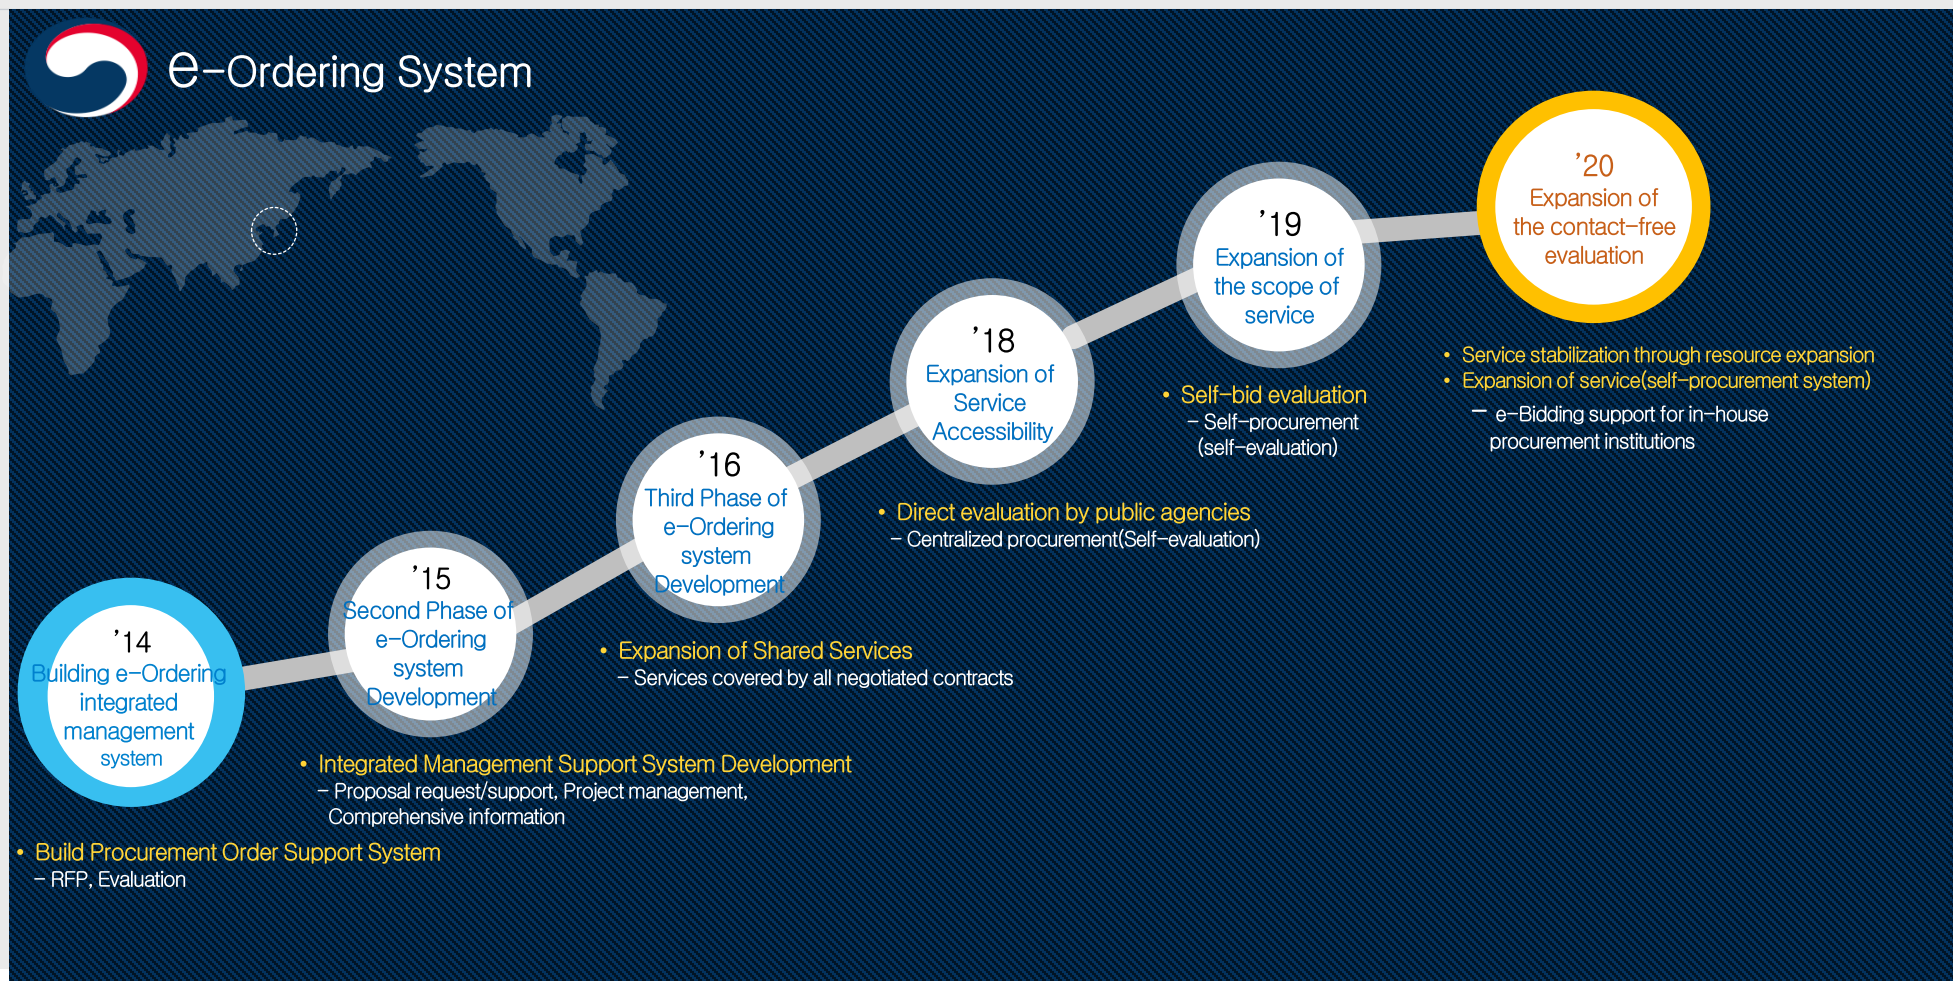 e-Ordering System
’14
Building e-Ordering
integrated
management
system
• Build Procurement Order Support System
- RFP, Evaluation
’15
Second Phase of
e-Ordering
system
Development
• Integrated Management Support System Development
- Proposal request/support, Project management,
Comprehensive information
’16
Third Phase of
e-Ordering
system
Development
• Expansion of Shared Services
- Services covered by all negotiated contracts
’18
Expansion of
Service
Accessibility
• Direct evaluation by public agencies
- Centralized procurement(Self-evaluation)
’19
Expansion of
the scope of
service
• Self-bid evaluation
- Self-procurement
(self-evaluation)
’20
Expansion of
the contact-free
evaluation
• Service stabilization through resource expansion
• Expansion of service(self-procurement system)
- e-Bidding support for in-house
procurement institutions